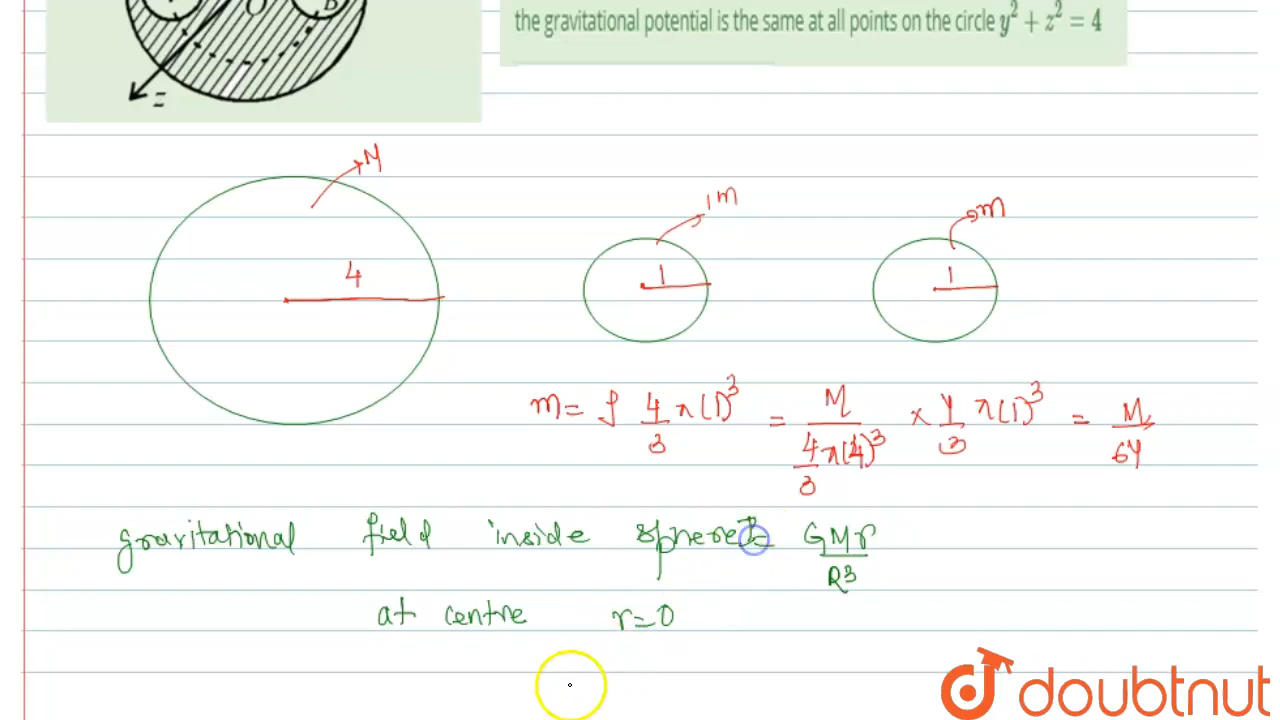 O
B
z
the gravitational potential is the same at all points on the circle y² + z² = 4
M
4
1m
1
m
1
m = ρ 4/3 π(1)³ = M / (4/3 π(4)³) × 4/3 π(1)³ = M/64
gravitational field inside sphere = GMr/R³
at centre r=0
doubtnut